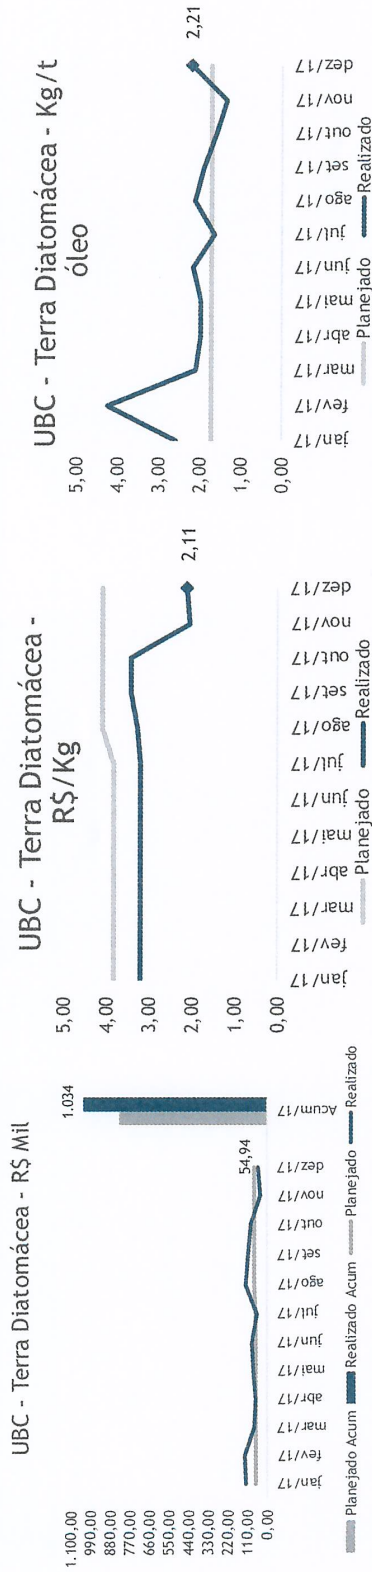 UBC - Terra Diatomácea - R$ Mil
1.100,00
990,00
880,00
770,00
660,00
550,00
440,00
330,00
220,00
110,00
0,00
1.034
54,94
jan/17
fev/17
mar/17
abr/17
mai/17
jun/17
jul/17
ago/17
set/17
out/17
nov/17
dez/17
Acum/17
Planejado Acum
Realizado Acum
Planejado
Realizado
UBC - Terra Diatomácea -
R$/Kg
5,00
4,00
3,00
2,00
1,00
0,00
2,11
jan/17
fev/17
mar/17
abr/17
mai/17
jun/17
jul/17
ago/17
set/17
out/17
nov/17
dez/17
Planejado
Realizado
UBC - Terra Diatomácea - Kg/t
óleo
5,00
4,00
3,00
2,00
1,00
0,00
2,21
jan/17
fev/17
mar/17
abr/17
mai/17
jun/17
jul/17
ago/17
set/17
out/17
nov/17
dez/17
Planejado
Realizado